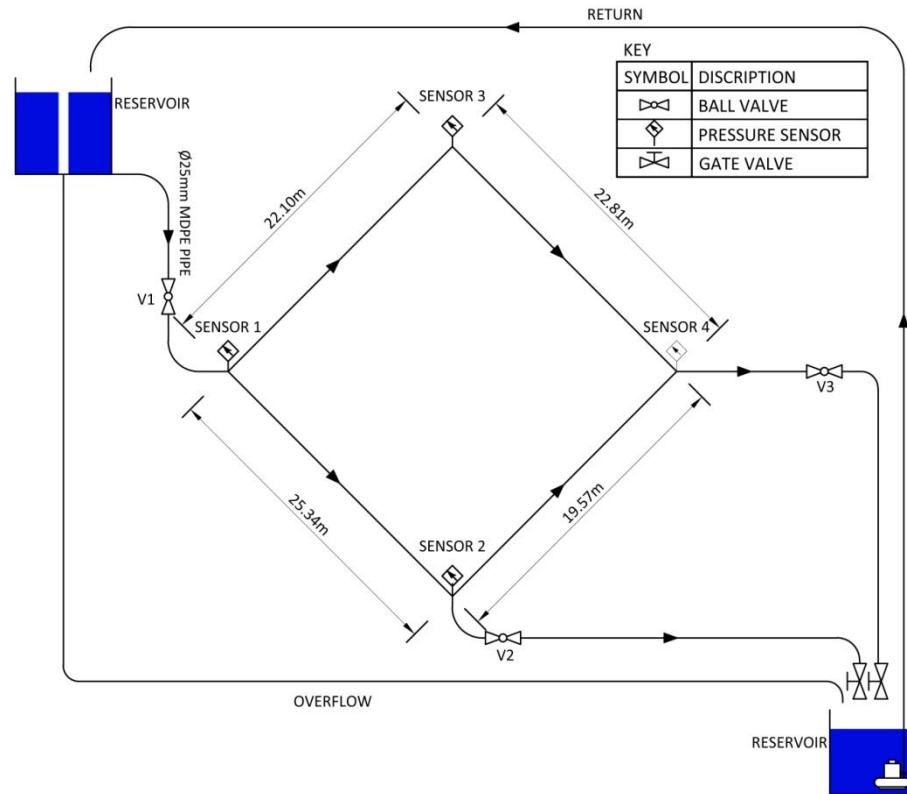 RETURN
KEY
SYMBOL DISCRIPTION
BALL VALVE
PRESSURE SENSOR
GATE VALVE
RESERVOIR
SENSOR 3
Ø25mm MDPE PIPE
22.10m
22.81m
V1
SENSOR 1
SENSOR 4
V3
25.34m
19.57m
SENSOR 2
V2
OVERFLOW
RESERVOIR